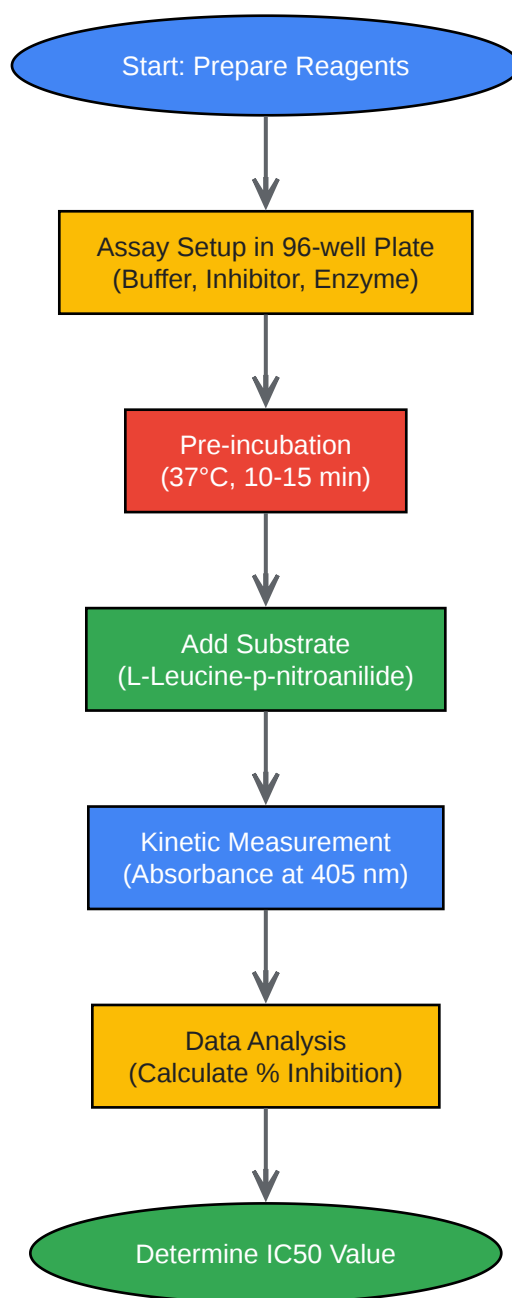 Start: Prepare Reagents
Assay Setup in 96-well Plate
(Buffer, Inhibitor, Enzyme)
Pre-incubation
(37°C, 10-15 min)
Add Substrate
(L-Leucine-p-nitroanilide)
Kinetic Measurement
(Absorbance at 405 nm)
Data Analysis
(Calculate % Inhibition)
Determine IC50 Value